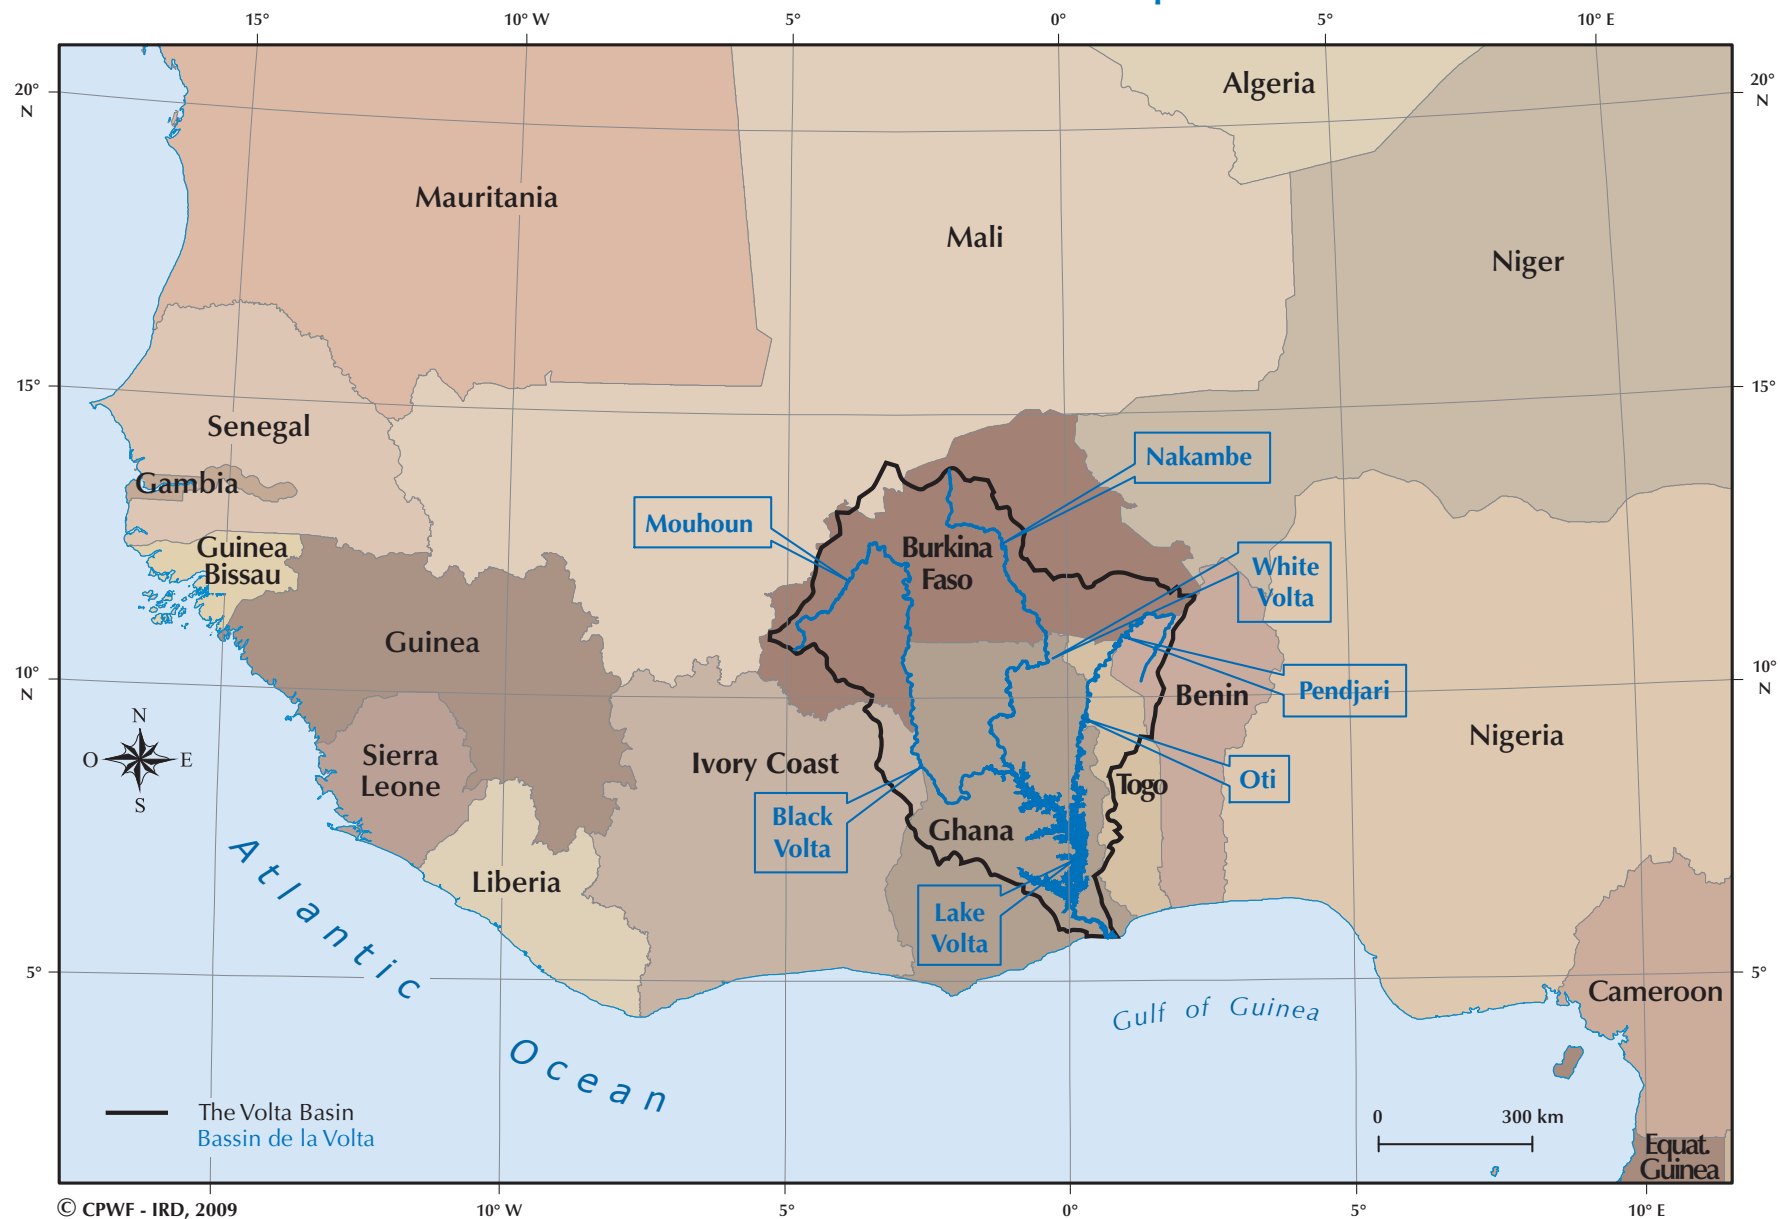 15°
10° W
5°
0°
5°
10° E
20°
N
20°
N
Algeria
Mauritania
Mali
Niger
15°
15°
Senegal
Nakambe
Gambia
Mouhoun
Guinea
Bissau
Burkina
Faso
White
Volta
Guinea
10°
N
10°
N
Pendjari
Benin
N
O
E
S
Sierra
Leone
Ivory Coast
Nigeria
Togo
Oti
Black
Volta
Ghana
Liberia
Lake
Volta
Atlantic
Ocean
5°
5°
Gulf of Guinea
Cameroon
The Volta Basin
Bassin de la Volta
0
300 km
Equat.
Guinea
© CPWF - IRD, 2009
10° W
5°
0°
5°
10° E